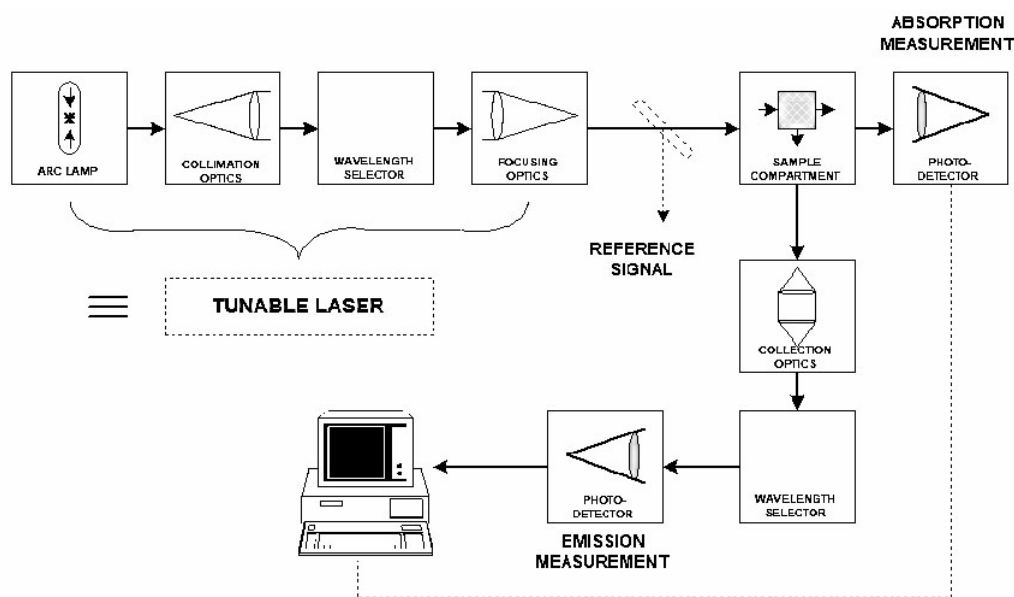 ABSORPTION
MEASUREMENT
ARC LAMP
COLLIMATION
OPTICS
WAVELENGTH
SELECTOR
FOCUSING
OPTICS
SAMPLE
COMPARTMENT
PHOTO-
DETECTOR
REFERENCE
SIGNAL
TUNABLE LASER
COLLECTION
OPTICS
PHOTO-
DETECTOR
WAVELENGTH
SELECTOR
EMISSION
MEASUREMENT